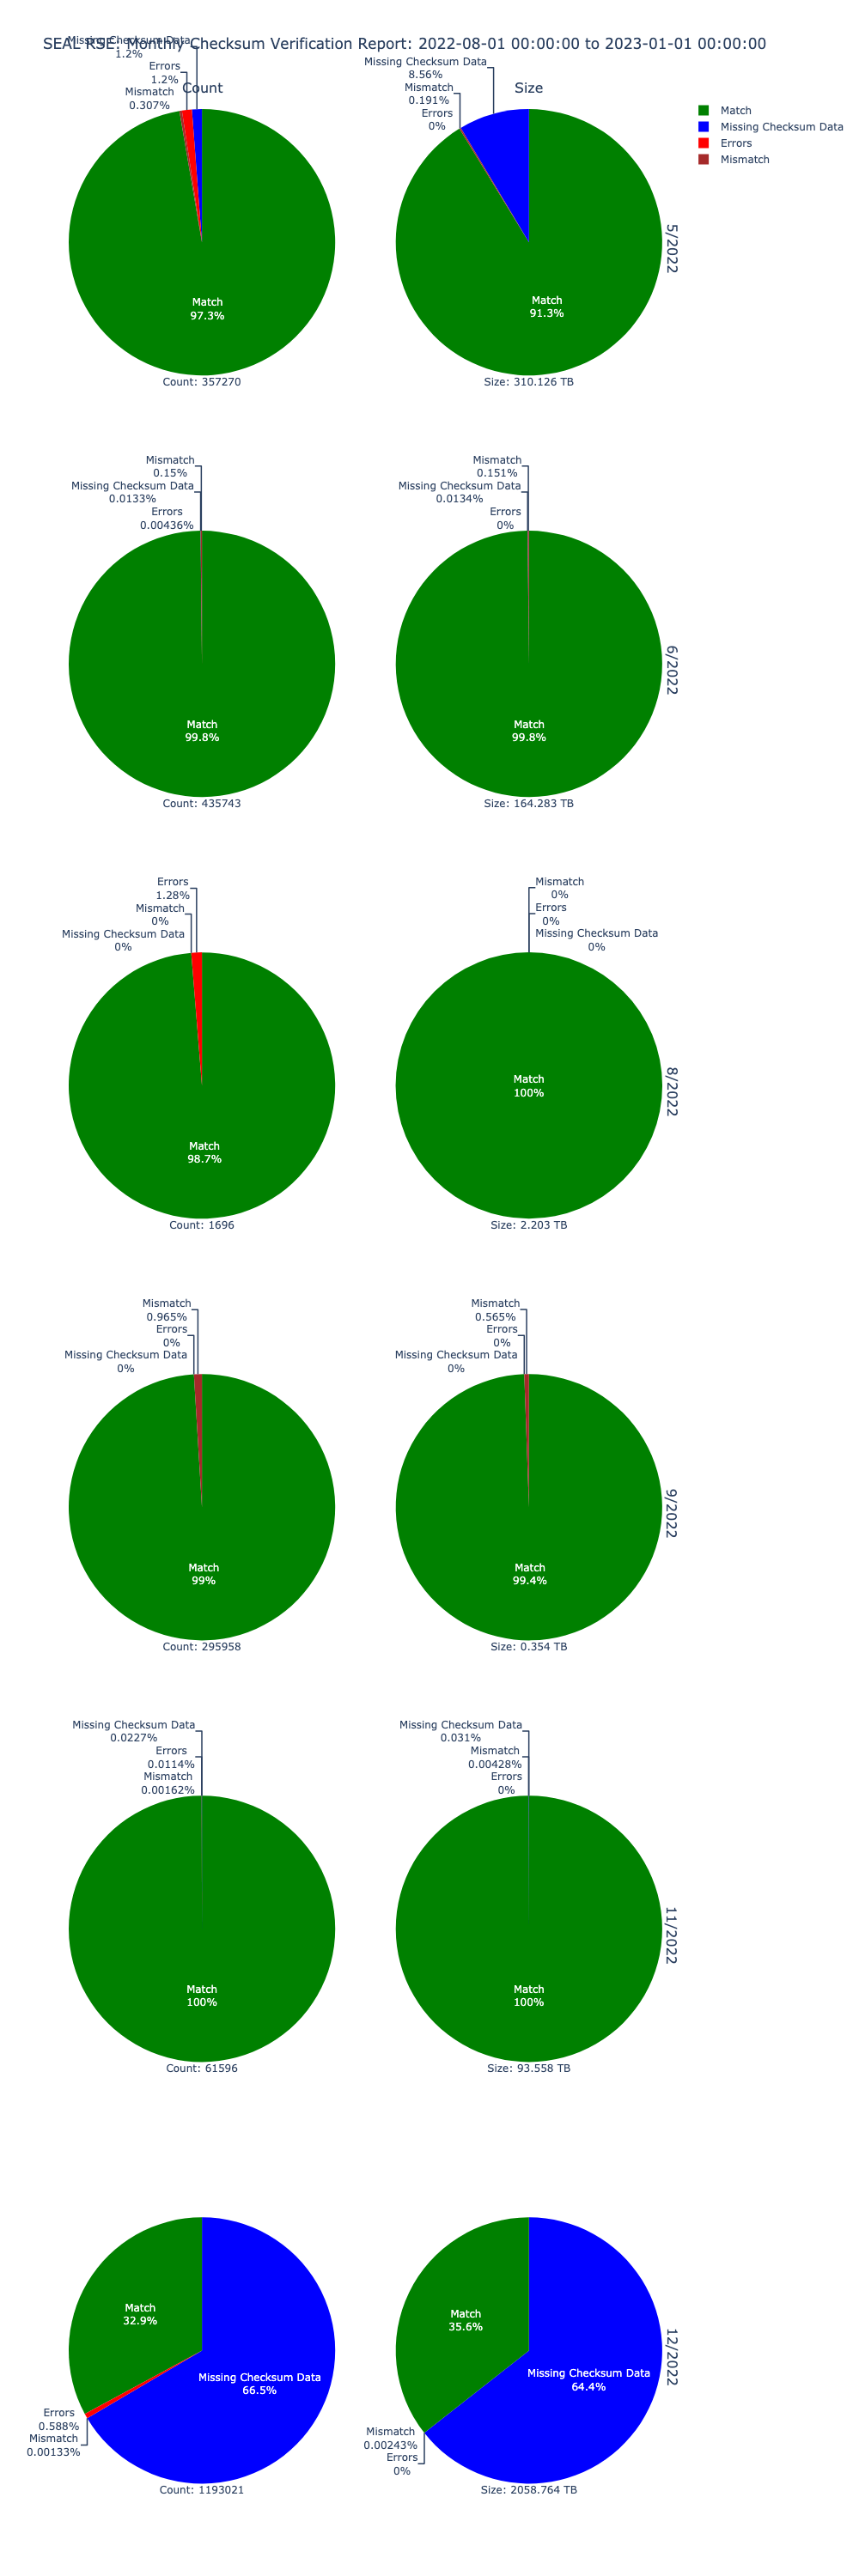 SEAL RSE: Monthly Checksum Verification Report: 2022-08-01 00:00:00 to 2023-01-01 00:00:00
Count
Size
Match
Missing Checksum Data
Errors
Mismatch
Missing Checksum Data
1.2%
Errors
1.2%
Mismatch
0.307%
Match
97.3%
Count: 357270
Missing Checksum Data
8.56%
Mismatch
0.191%
Errors
0%
Match
91.3%
Size: 310.126 TB
5/2022
Mismatch
0.15%
Missing Checksum Data
0.0133%
Errors
0.00436%
Match
99.8%
Count: 435743
Mismatch
0.151%
Missing Checksum Data
0.0134%
Errors
0%
Match
99.8%
Size: 164.283 TB
6/2022
Errors
1.28%
Mismatch
0%
Missing Checksum Data
0%
Match
98.7%
Count: 1696
Mismatch
0%
Errors
0%
Missing Checksum Data
0%
Match
100%
Size: 2.203 TB
8/2022
Mismatch
0.965%
Errors
0%
Missing Checksum Data
0%
Match
99%
Count: 295958
Mismatch
0.565%
Errors
0%
Missing Checksum Data
0%
Match
99.4%
Size: 0.354 TB
9/2022
Missing Checksum Data
0.0227%
Errors
0.0114%
Mismatch
0.00162%
Match
100%
Count: 61596
Missing Checksum Data
0.031%
Mismatch
0.00428%
Errors
0%
Match
100%
Size: 93.558 TB
11/2022
Match
32.9%
Missing Checksum Data
66.5%
Errors
0.588%
Mismatch
0.00133%
Count: 1193021
Match
35.6%
Missing Checksum Data
64.4%
Mismatch
0.00243%
Errors
0%
Size: 2058.764 TB
12/2022